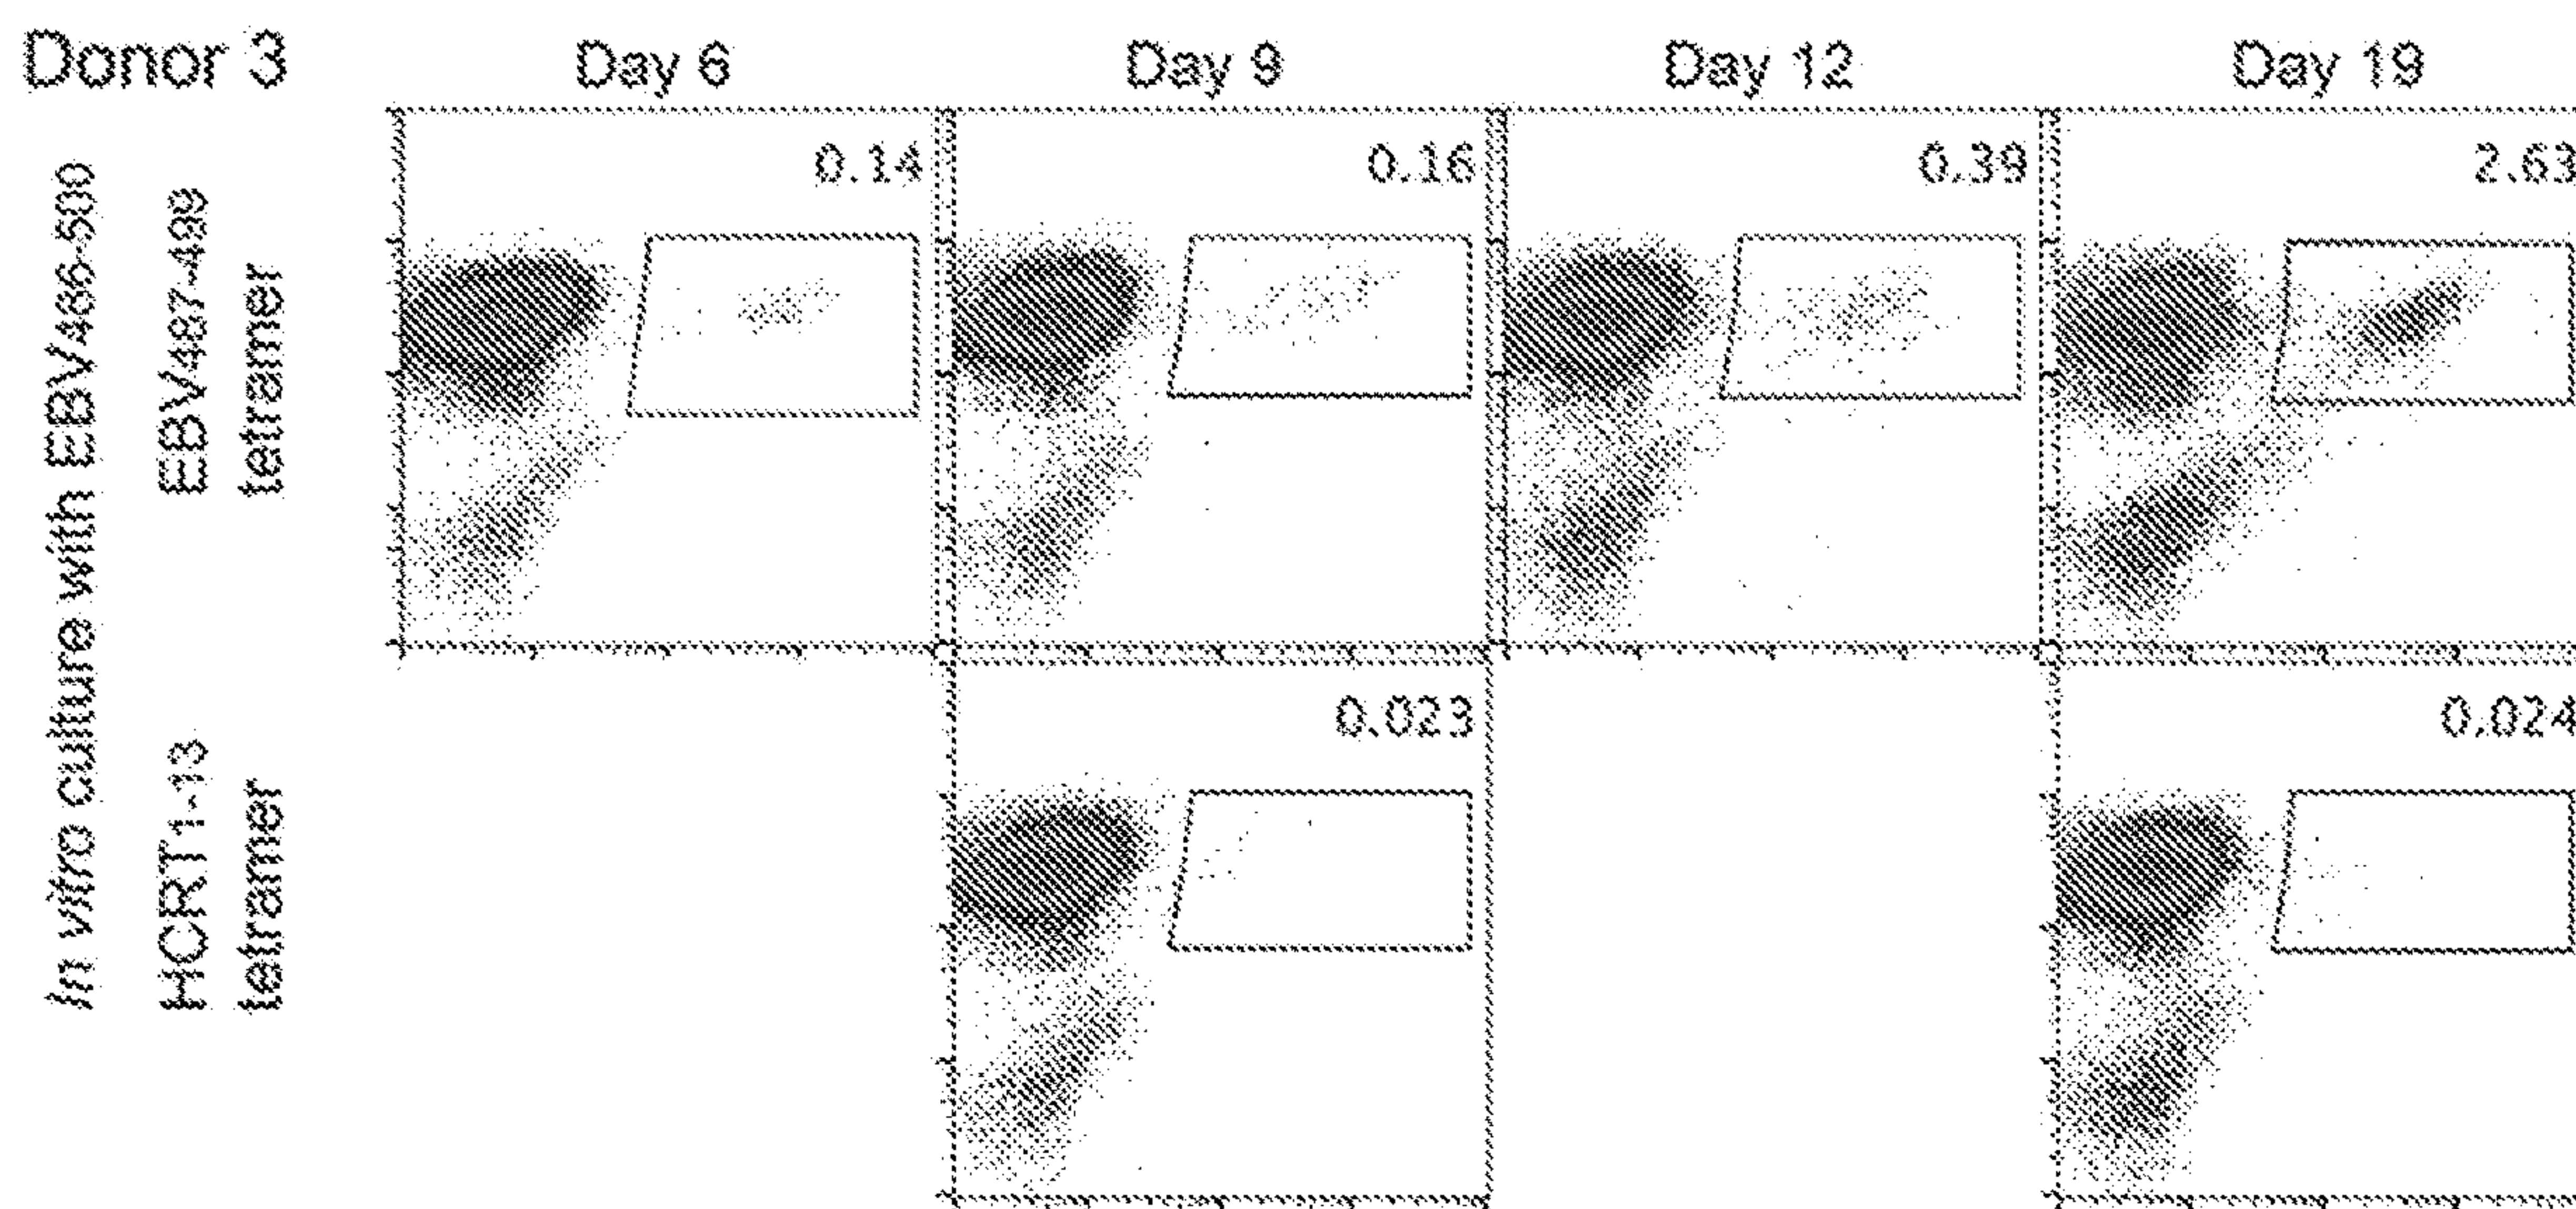 Donor 3
Day 6
Day 9
Day 12
Day 19
In vitro culture with EBV486-500
EBV487-499
tetramer
0.14
0.16
0.39
2.63
HCRT1-13
tetramer
0.023
0.024